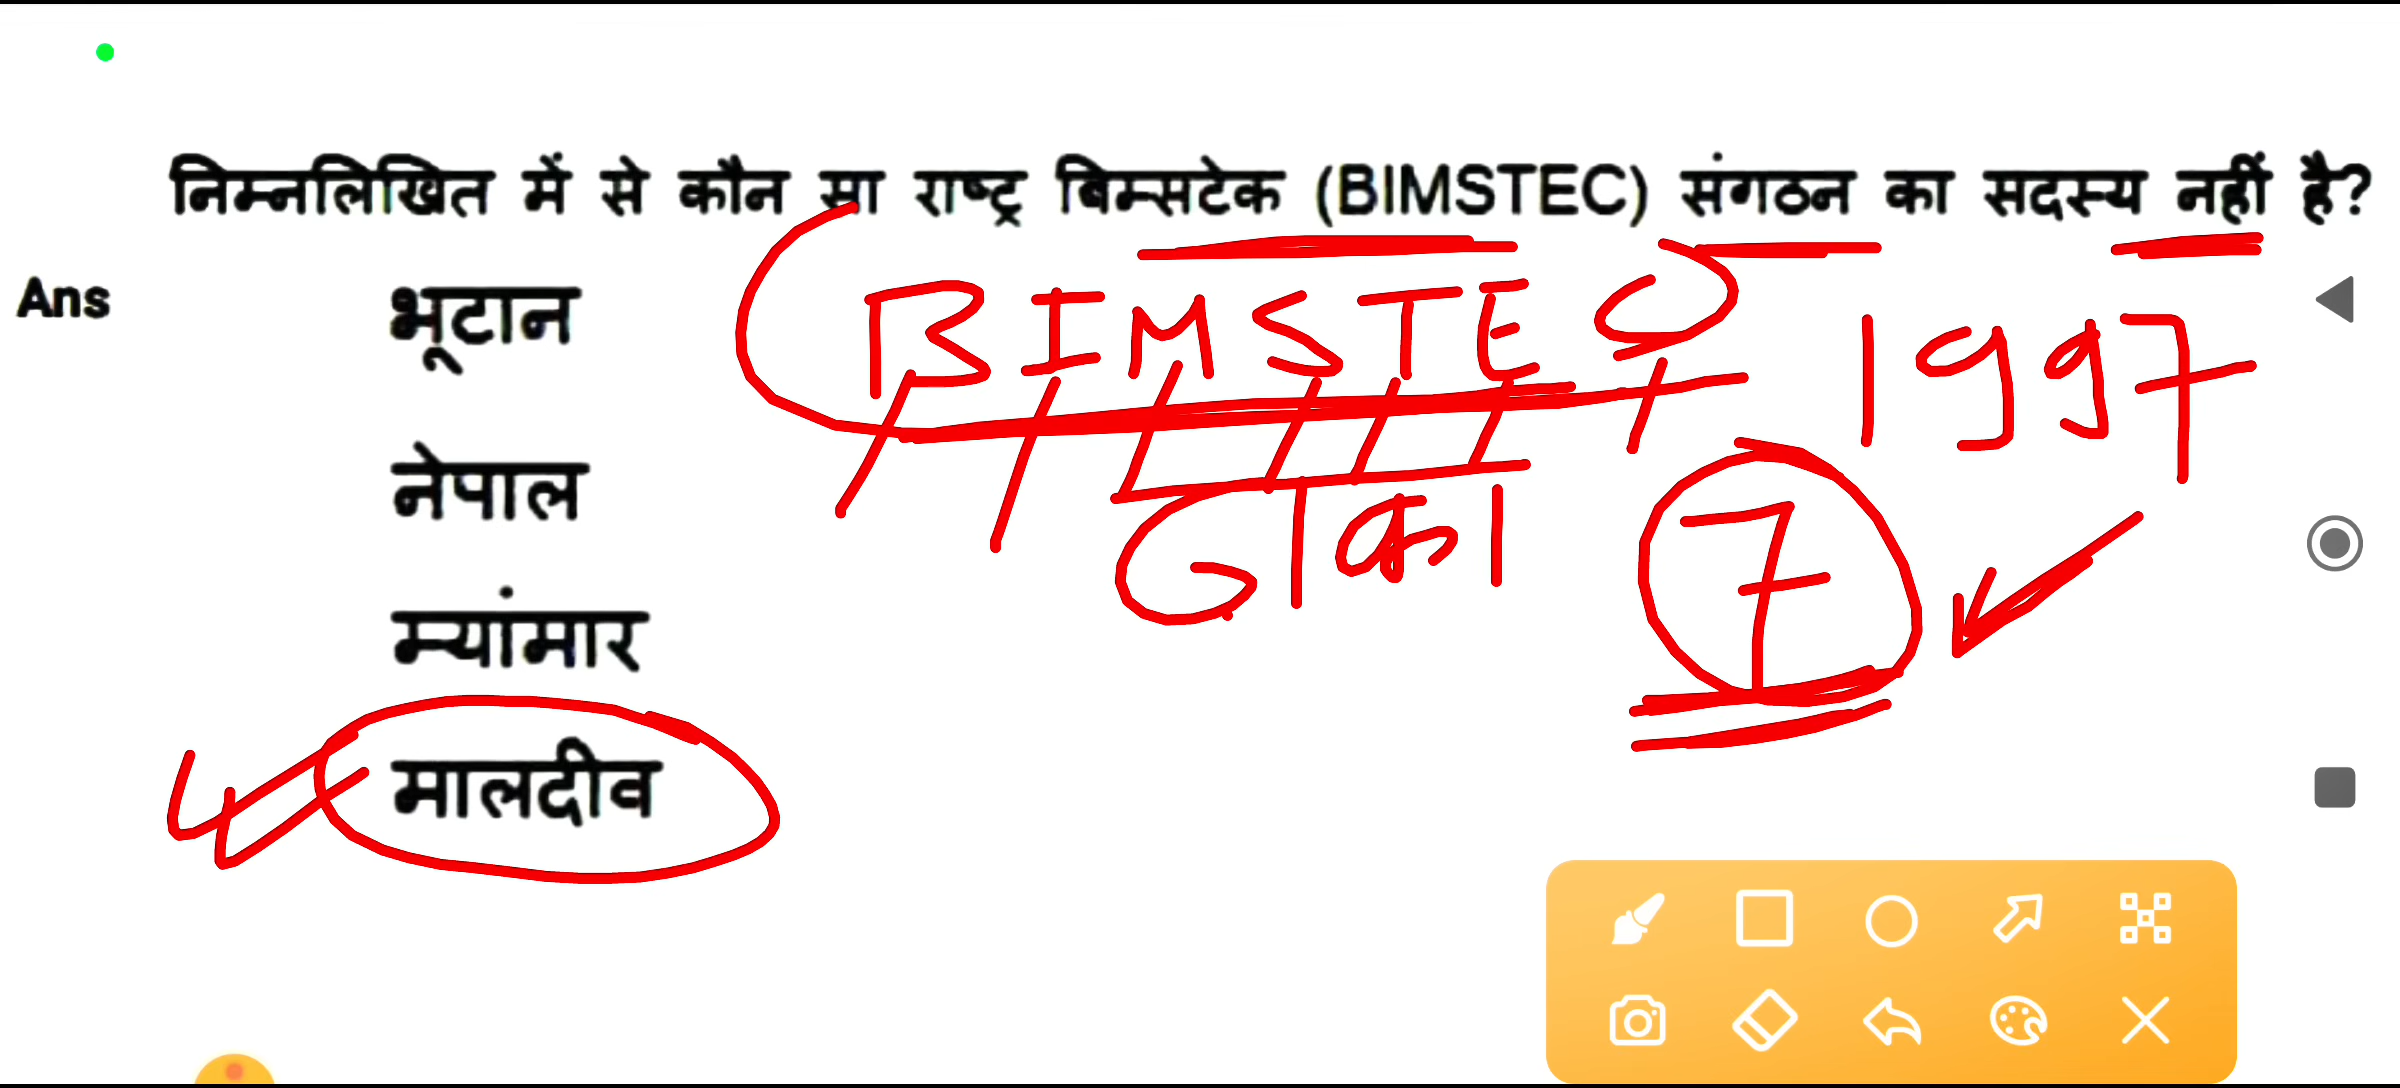 निम्नलिखित में से कौन सा राष्ट्र बिम्सटेक (BIMSTEC) संगठन का सदस्य नहीं है?
Ans भूटान
BIMSTEC 1997
नेपाल
ढाका 7
म्यांमार
मालदीव